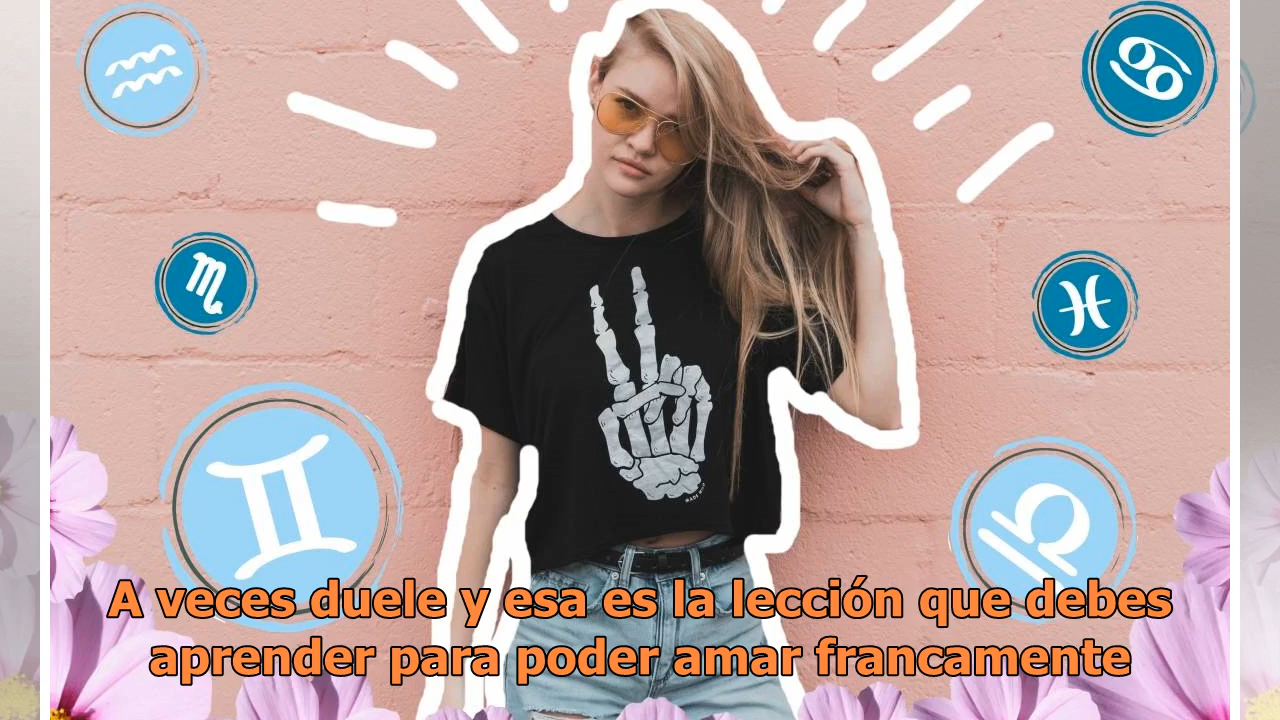 A veces duele y esa es la lección que debes
aprender para poder amar francamente